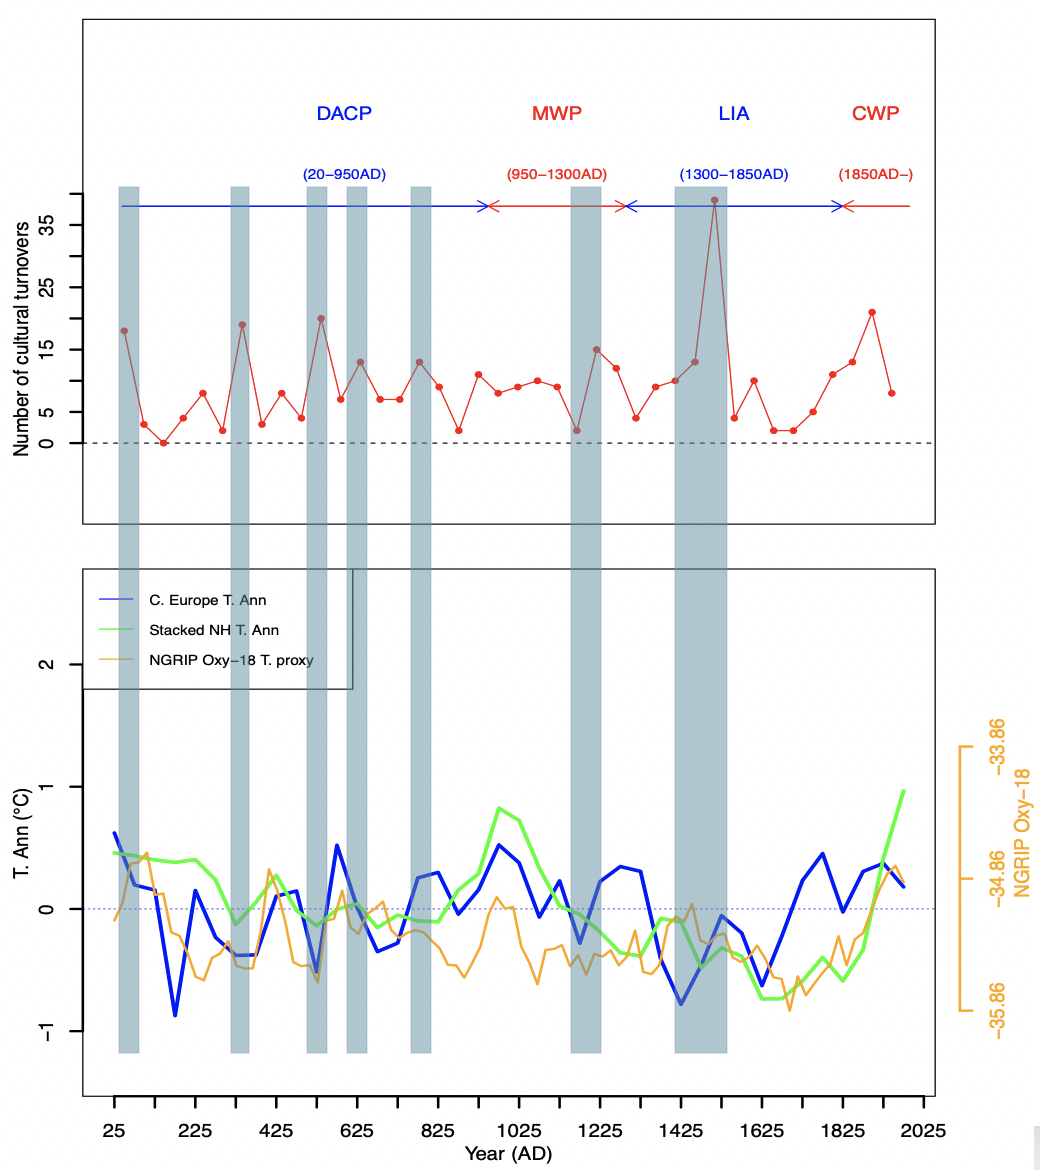 DACP MWP LIA CWP
(20−950AD) (950−1300AD) (1300−1850AD) (1850AD−)
Number of cultural turnovers
35
25
15
5
0
C. Europe T. Ann
Stacked NH T. Ann
NGRIP Oxy−18 T. proxy
T. Ann (°C)
2
1
0
−1
−33.86
−34.86
−35.86
NGRIP Oxy−18
25 225 425 625 825 1025 1225 1425 1625 1825 2025
Year (AD)